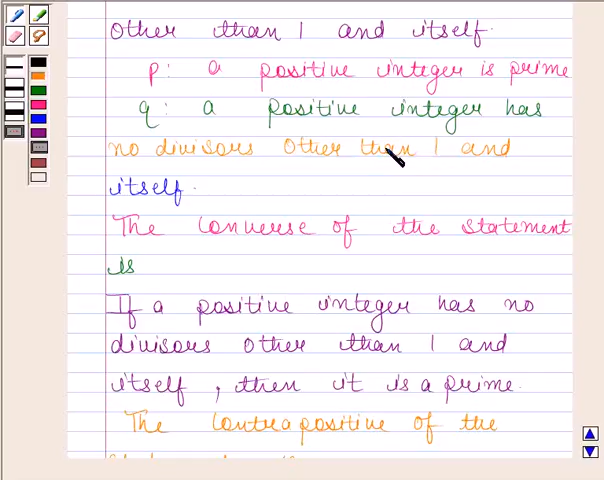 other than 1 and itself.
p: a positive integer is prime
q: a positive integer has
no divisors other than 1 and
itself.
The converse of the statement
is
If a positive integer has no
divisors other than 1 and
itself, then it is a prime.
The contrapositive of the